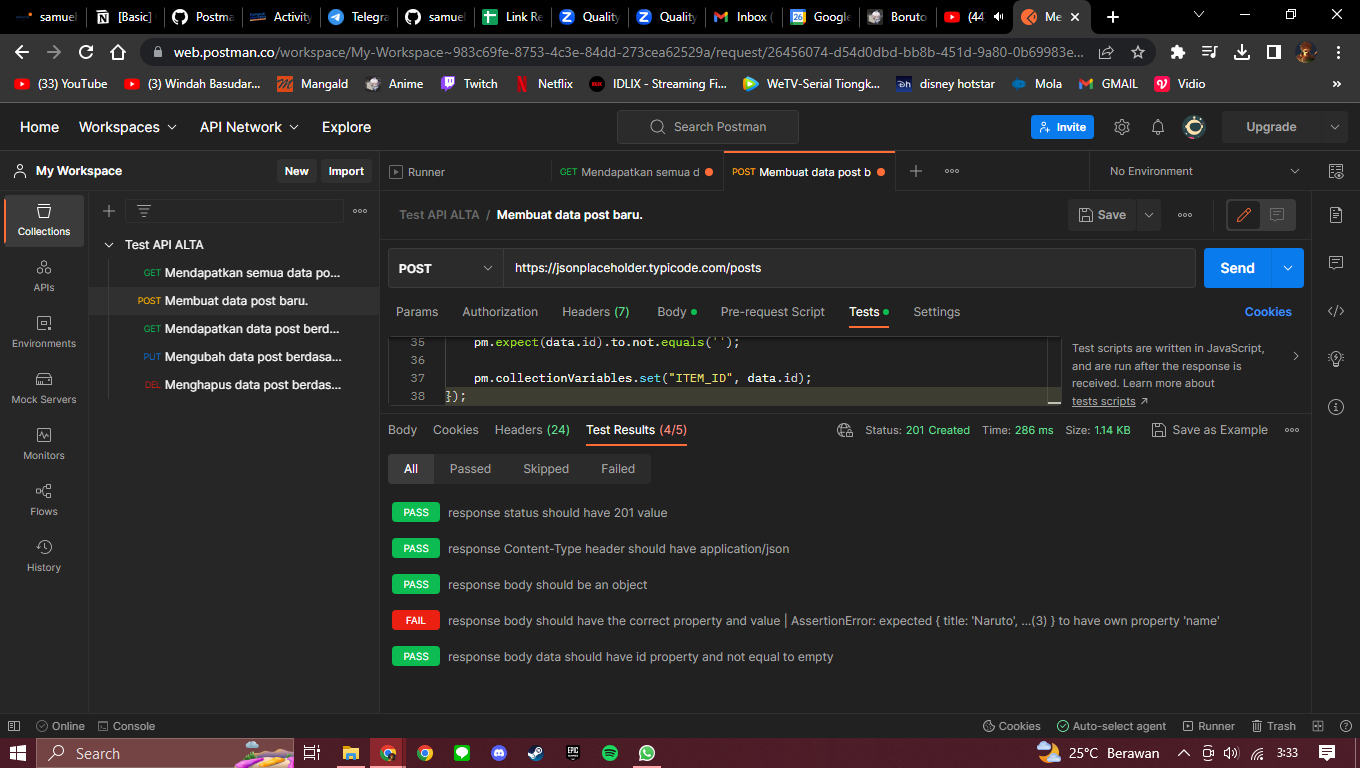 samuel
[Basic]
Postma
Activity
Telegra
samuel
Link Re
Quality
Quality
Inbox (
Google
Boruto
(44
Me
web.postman.co/workspace/My-Workspace~983c69fe-8753-4c3e-84dd-273cea62529a/request/26456074-d54d0dbd-bb8b-451d-9a80-0b69983e...
(33) YouTube
(3) Windah Basudar...
Mangald
Anime
Twitch
Netflix
IDLIX - Streaming Fi...
WeTV-Serial Tiongk...
disney hotstar
Mola
GMAIL
Vidio
Home
Workspaces
API Network
Explore
Search Postman
Invite
Upgrade
My Workspace
New
Import
Runner
GET Mendapatkan semua d
POST Membuat data post b
No Environment
Collections
APIs
Environments
Mock Servers
Monitors
Flows
History
Test API ALTA
GET Mendapatkan semua data po...
POST Membuat data post baru.
GET Mendapatkan data post berd...
PUT Mengubah data post berdasa...
DEL Menghapus data post berdas...
Test API ALTA / Membuat data post baru.
Save
POST
https://jsonplaceholder.typicode.com/posts
Send
Params
Authorization
Headers (7)
Body
Pre-request Script
Tests
Settings
Cookies
35 pm.expect(data.id).to.not.equals('');
36
37 pm.collectionVariables.set("ITEM_ID", data.id);
38 });
Test scripts are written in JavaScript,
and are run after the response is
received. Learn more about
tests scripts ↗
Body
Cookies
Headers (24)
Test Results (4/5)
Status: 201 Created
Time: 286 ms
Size: 1.14 KB
Save as Example
All
Passed
Skipped
Failed
PASS response status should have 201 value
PASS response Content-Type header should have application/json
PASS response body should be an object
FAIL response body should have the correct property and value | AssertionError: expected { title: 'Naruto', …(3) } to have own property 'name'
PASS response body data should have id property and not equal to empty
Online
Console
Cookies
Auto-select agent
Runner
Trash
Search
EPIC
25°C Berawan
3:33